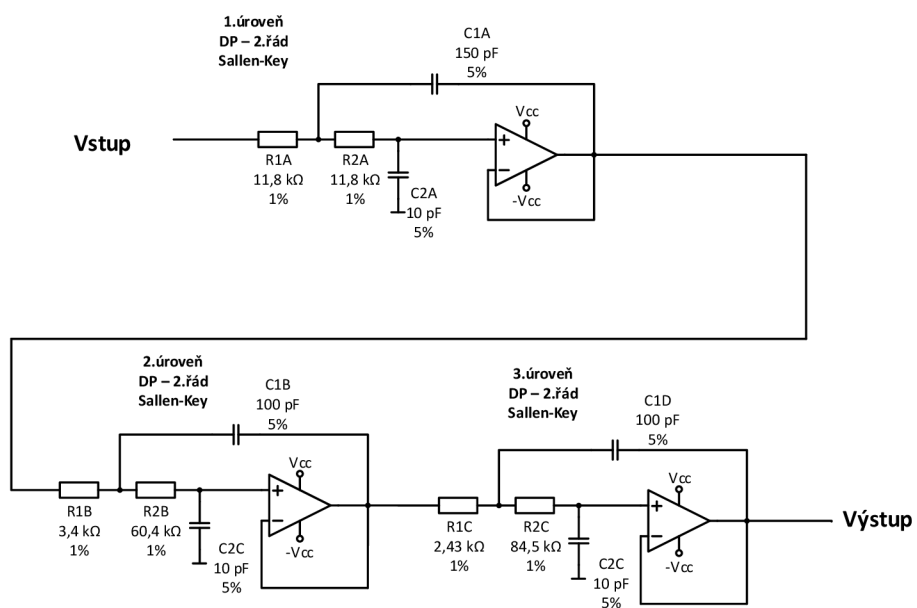 1.úroveň
DP – 2.řád
Sallen-Key
C1A
150 pF
5%
Vcc
Vstup
+
−
-Vcc
R1A
11,8 kΩ
1%
R2A
11,8 kΩ
1%
C2A
10 pF
5%
2.úroveň
DP – 2.řád
Sallen-Key
C1B
100 pF
5%
Vcc
+
−
-Vcc
R1B
3,4 kΩ
1%
R2B
60,4 kΩ
1%
C2C
10 pF
5%
3.úroveň
DP – 2.řád
Sallen-Key
C1D
100 pF
5%
Vcc
+
−
-Vcc
R1C
2,43 kΩ
1%
R2C
84,5 kΩ
1%
C2C
10 pF
5%
Výstup